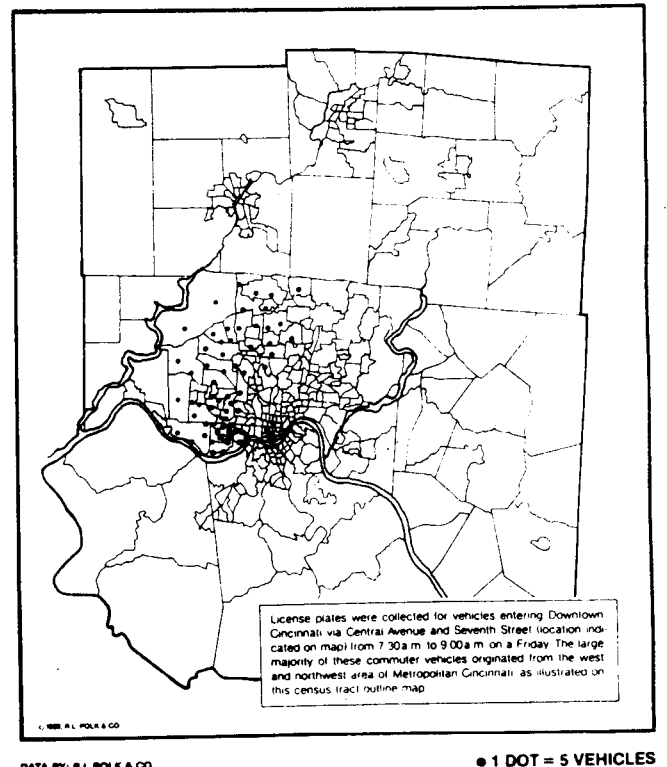 License plates were collected for vehicles entering Downtown
Cincinnati via Central Avenue and Seventh Street (location indi-
cated on map) from 7 30 a m to 9 00 a m on a Friday The large
majority of these commuter vehicles originated from the west
and northwest area of Metropolitan Cincinnati as illustrated on
this census tract outline map
R L POLK & CO
DATA BY: R L POLK & CO
● 1 DOT = 5 VEHICLES